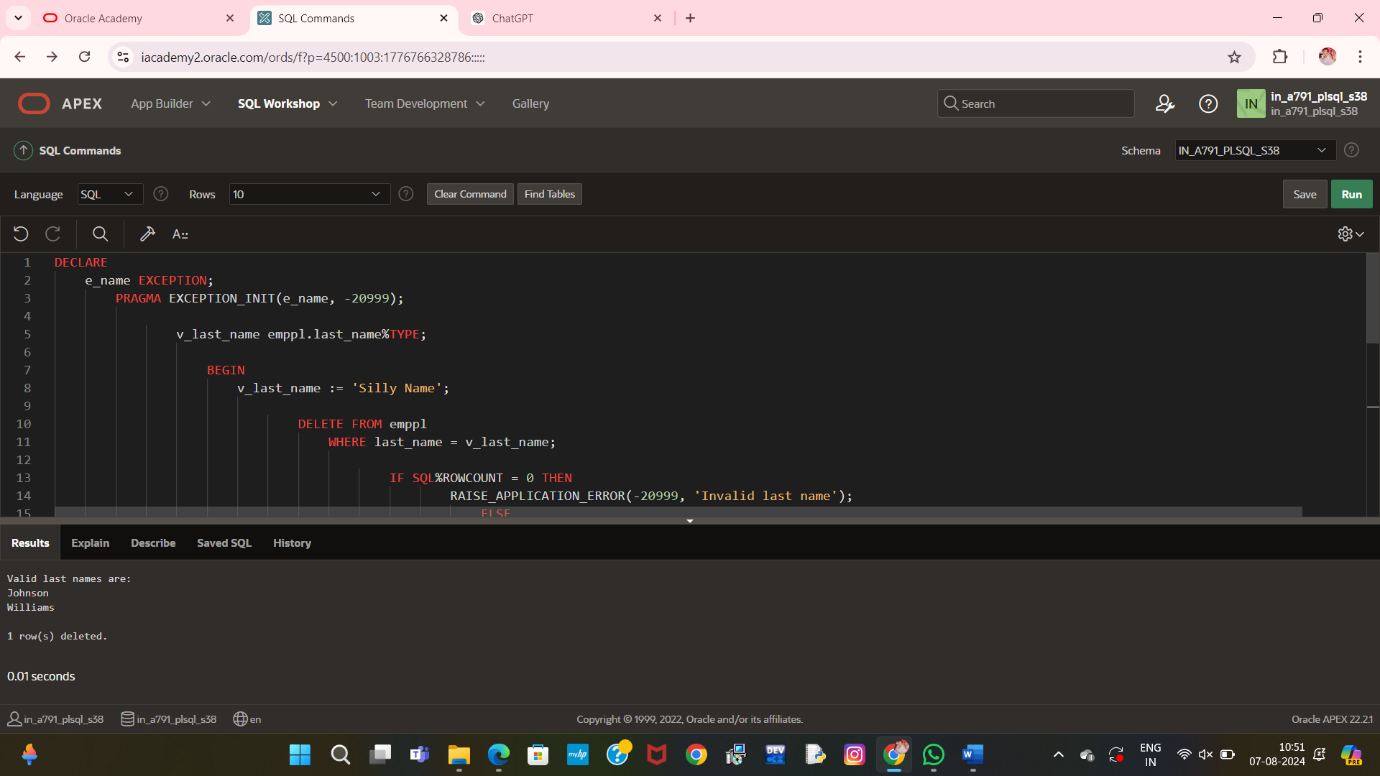 Oracle Academy
SQL Commands
ChatGPT
iacademy2.oracle.com/ords/f?p=4500:1003:1776766328786:::::
APEX
App Builder
SQL Workshop
Team Development
Gallery
Search
IN
in_a791_plsql_s38
in_a791_plsql_s38
SQL Commands
Schema
IN_A791_PLSQL_S38
Language
SQL
Rows
10
Clear Command
Find Tables
Save
Run
1 DECLARE
2 e_name EXCEPTION;
3 PRAGMA EXCEPTION_INIT(e_name, -20999);
4
5 v_last_name emppl.last_name%TYPE;
6
7 BEGIN
8 v_last_name := 'Silly Name';
9
10 DELETE FROM emppl
11 WHERE last_name = v_last_name;
12
13 IF SQL%ROWCOUNT = 0 THEN
14 RAISE_APPLICATION_ERROR(-20999, 'Invalid last name');
15 ELSE
Results
Explain
Describe
Saved SQL
History
Valid last names are:
Johnson
Williams
1 row(s) deleted.
0.01 seconds
in_a791_plsql_s38
in_a791_plsql_s38
en
Copyright © 1999, 2022, Oracle and/or its affiliates.
Oracle APEX 22.2.1
myhp
DEV
ENG
IN
10:51
07-08-2024
PRE